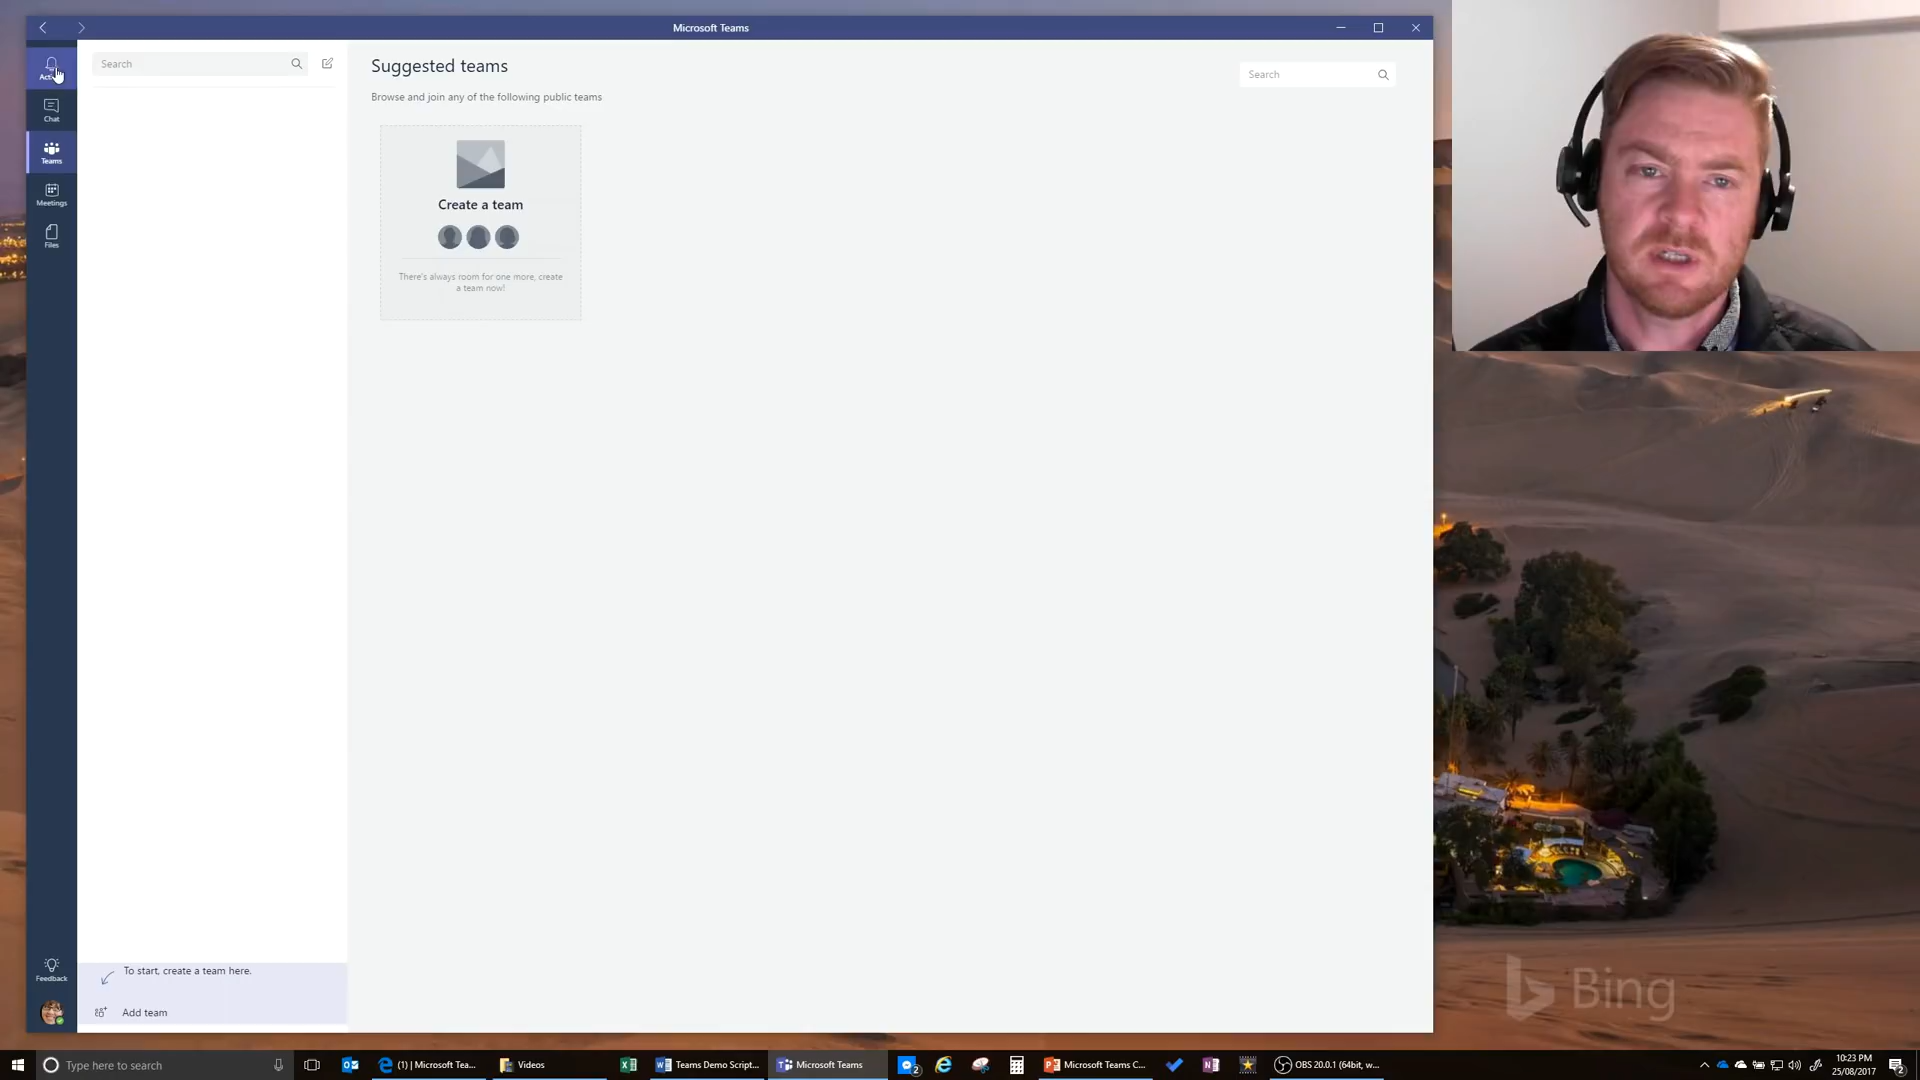 Microsoft Teams
Search
Chat
Teams
Meetings
Files
Suggested teams
Search
Browse and join any of the following public teams
Create a team
There's always room for one more, create
a team now!
Feedback
To start, create a team here.
Add team
Bing
Type here to search
(1) | Microsoft Tea...
Videos
Teams Demo Script...
Microsoft Teams
2
Microsoft Teams C...
OBS 20.0.1 (64bit, w...
10:23 PM
25/08/2017
2